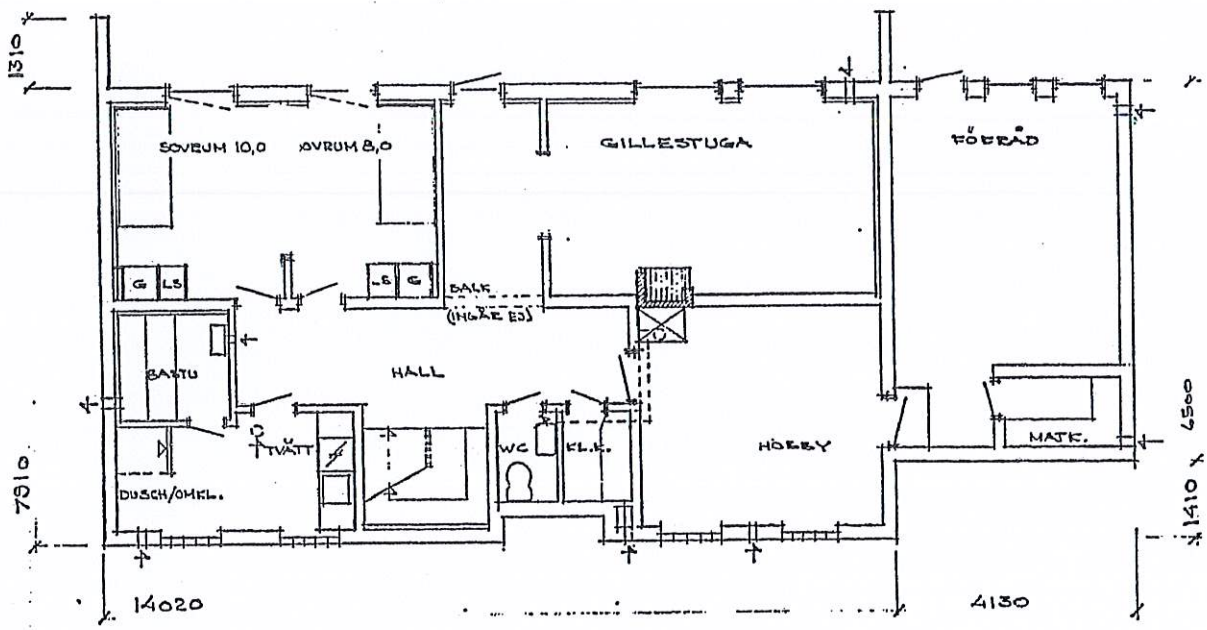 1310
SOVRUM 10,0
OVRUM 8,0
GILLESTUGA
FÖRRÅD
G
LS
LS
G
BALK
(INGÅR EJ)
BASTU
HALL
TVÄTT
WC
KL.K.
HOBBY
MATK.
DUSCH/OMKL.
7910
6500
1410
14020
4130